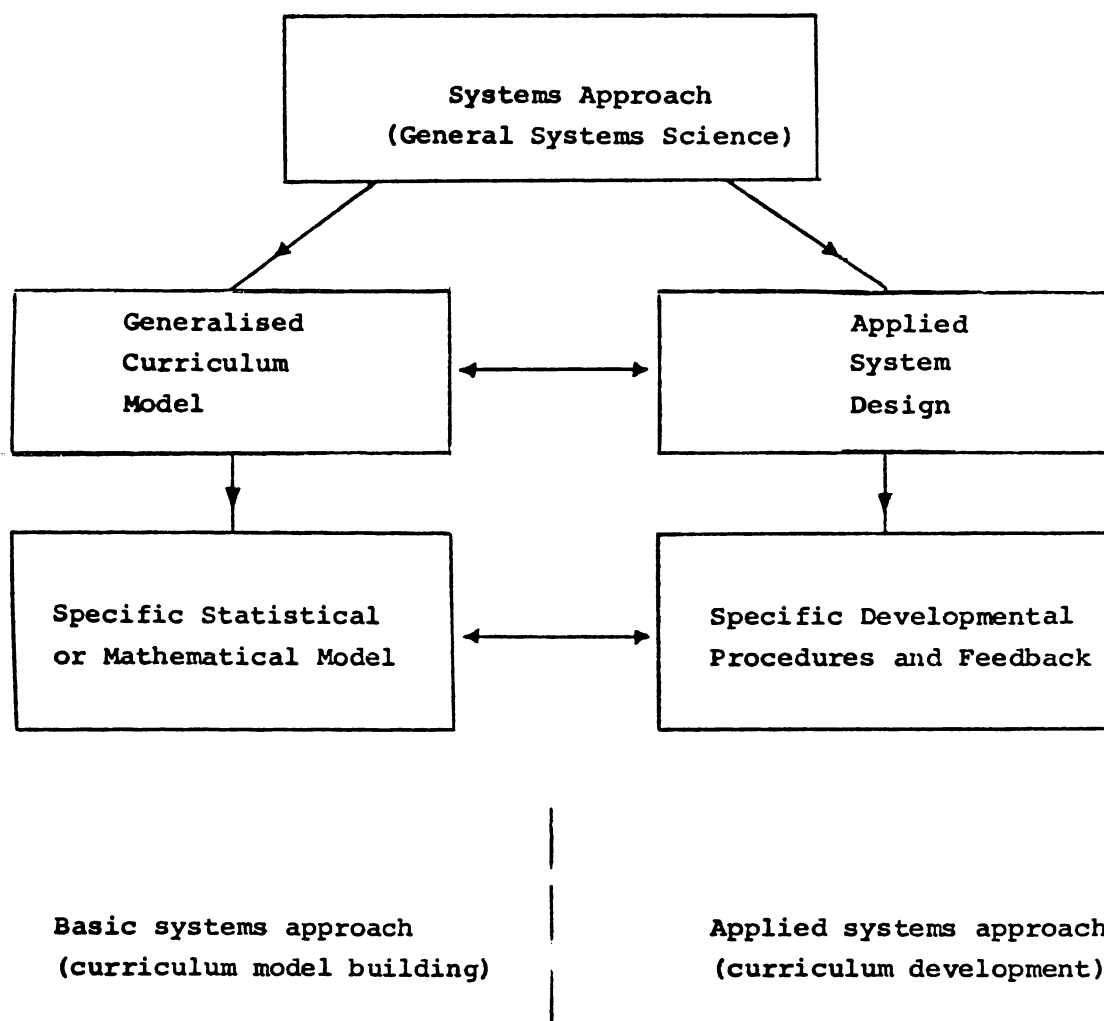 Systems Approach
(General Systems Science)
Generalised
Curriculum
Model
Applied
System
Design
Specific Statistical
or Mathematical Model
Specific Developmental
Procedures and Feedback
Basic systems approach
(curriculum model building)
Applied systems approach
(curriculum development)